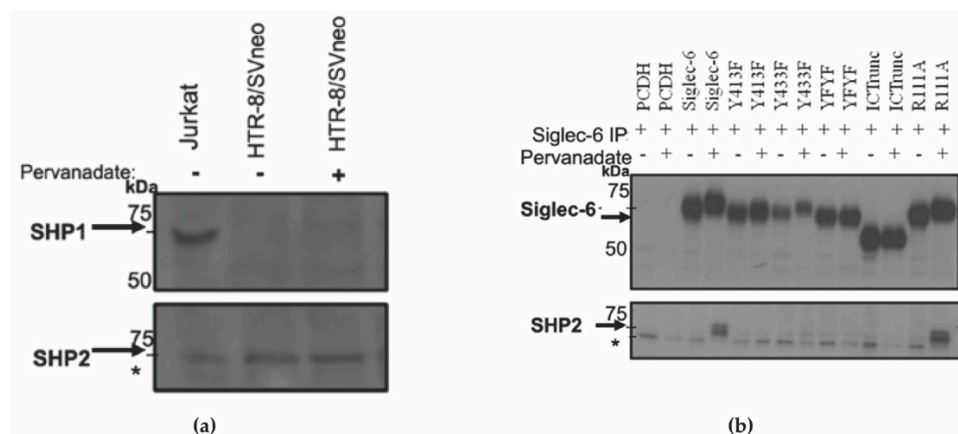 Jurkat
HTR-8/SVneo
HTR-8/SVneo
Pervanadate: - - +
kDa
75
SHP1
50
75
SHP2
*
(a)
PCDH
PCDH
Siglec-6
Siglec-6
Y413F
Y413F
Y433F
Y433F
YFYF
YFYF
ICTrunc
ICTrunc
R111A
R111A
Siglec-6 IP: + + + + + + + + + + + + + +
Pervanadate - + - + - + - + - + - + - +
kDa
75
Siglec-6
50
75
SHP2
*
(b)